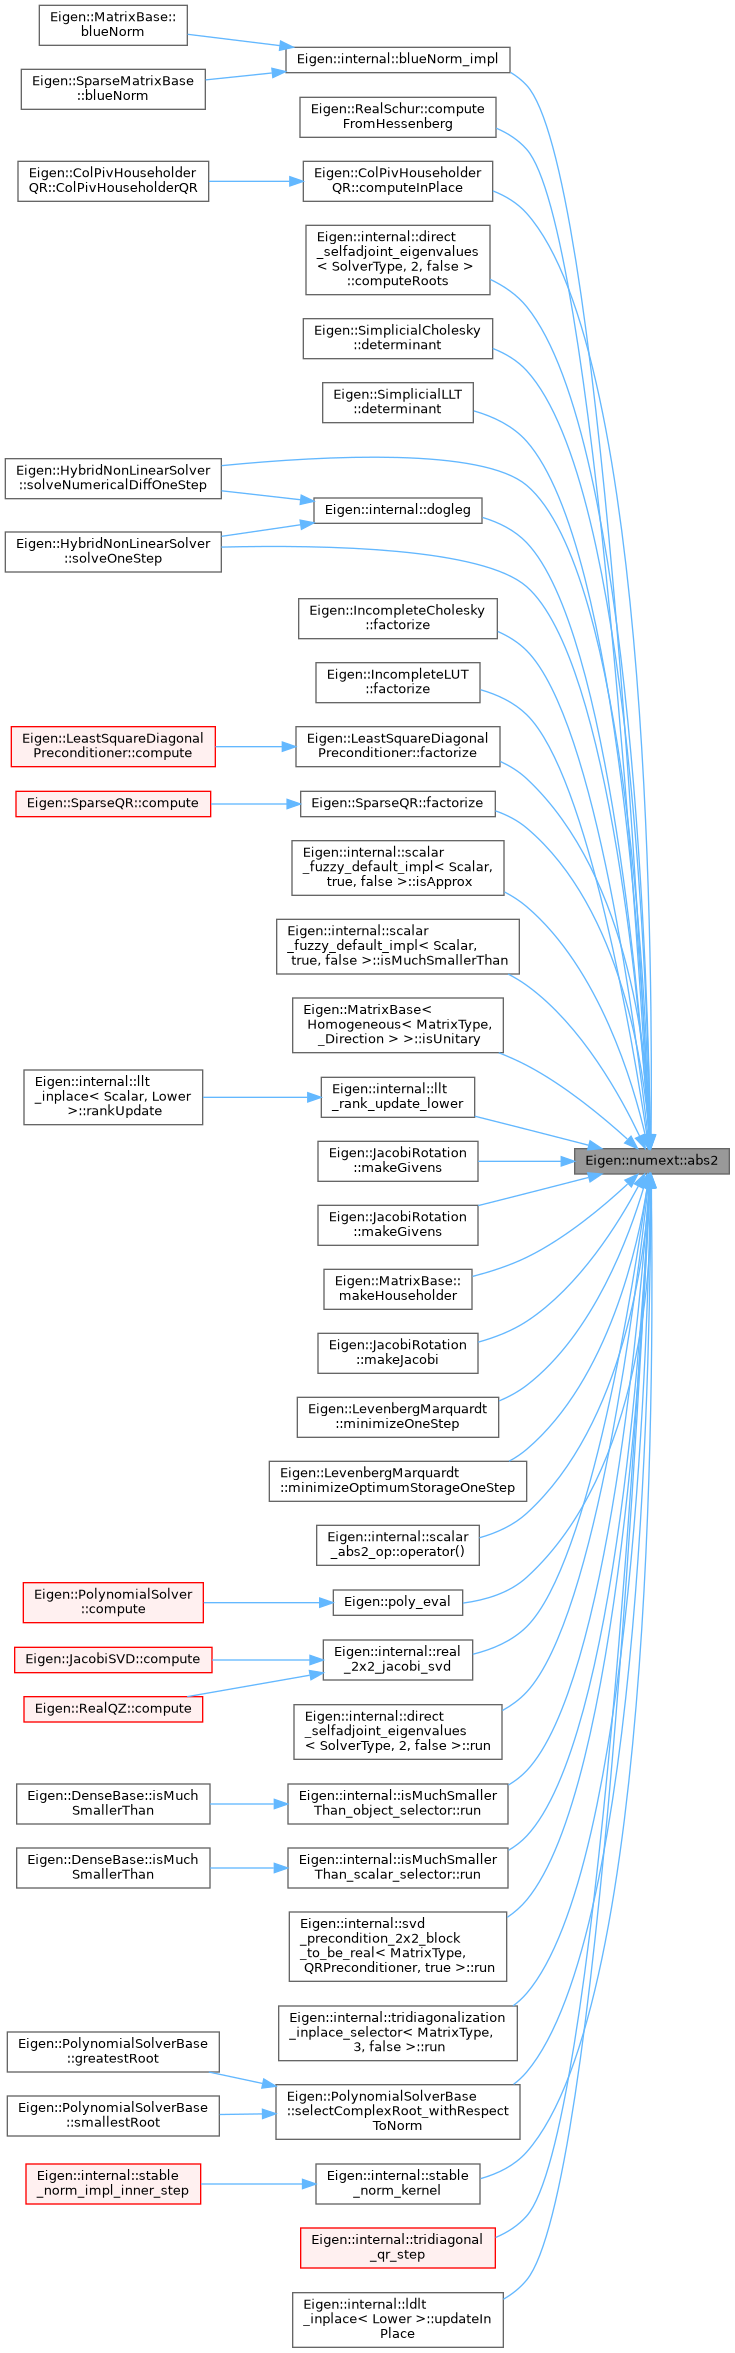 Eigen::MatrixBase::
blueNorm
Eigen::internal::blueNorm_impl
Eigen::SparseMatrixBase
::blueNorm
Eigen::RealSchur::compute
FromHessenberg
Eigen::ColPivHouseholder
QR::ColPivHouseholderQR
Eigen::ColPivHouseholder
QR::computeInPlace
Eigen::internal::direct
_selfadjoint_eigenvalues
< SolverType, 2, false >
::computeRoots
Eigen::SimplicialCholesky
::determinant
Eigen::SimplicialLLT
::determinant
Eigen::HybridNonLinearSolver
::solveNumericalDiffOneStep
Eigen::internal::dogleg
Eigen::HybridNonLinearSolver
::solveOneStep
Eigen::IncompleteCholesky
::factorize
Eigen::IncompleteLUT
::factorize
Eigen::LeastSquareDiagonal
Preconditioner::compute
Eigen::LeastSquareDiagonal
Preconditioner::factorize
Eigen::SparseQR::compute
Eigen::SparseQR::factorize
Eigen::internal::scalar
_fuzzy_default_impl< Scalar,
true, false >::isApprox
Eigen::internal::scalar
_fuzzy_default_impl< Scalar,
true, false >::isMuchSmallerThan
Eigen::MatrixBase<
Homogeneous< MatrixType,
_Direction > >::isUnitary
Eigen::internal::llt
_inplace< Scalar, Lower
>::rankUpdate
Eigen::internal::llt
_rank_update_lower
Eigen::JacobiRotation
::makeGivens
Eigen::numext::abs2
Eigen::JacobiRotation
::makeGivens
Eigen::MatrixBase::
makeHouseholder
Eigen::JacobiRotation
::makeJacobi
Eigen::LevenbergMarquardt
::minimizeOneStep
Eigen::LevenbergMarquardt
::minimizeOptimumStorageOneStep
Eigen::internal::scalar
_abs2_op::operator()
Eigen::PolynomialSolver
::compute
Eigen::poly_eval
Eigen::JacobiSVD::compute
Eigen::internal::real
_2x2_jacobi_svd
Eigen::RealQZ::compute
Eigen::internal::direct
_selfadjoint_eigenvalues
< SolverType, 2, false >::run
Eigen::DenseBase::isMuch
SmallerThan
Eigen::internal::isMuchSmaller
Than_object_selector::run
Eigen::DenseBase::isMuch
SmallerThan
Eigen::internal::isMuchSmaller
Than_scalar_selector::run
Eigen::internal::svd
_precondition_2x2_block
_to_be_real< MatrixType,
QRPreconditioner, true >::run
Eigen::internal::tridiagonalization
_inplace_selector< MatrixType,
3, false >::run
Eigen::PolynomialSolverBase
::greatestRoot
Eigen::PolynomialSolverBase
::selectComplexRoot_withRespect
ToNorm
Eigen::PolynomialSolverBase
::smallestRoot
Eigen::internal::stable
_norm_impl_inner_step
Eigen::internal::stable
_norm_kernel
Eigen::internal::tridiagonal
_qr_step
Eigen::internal::ldlt
_inplace< Lower >::updateIn
Place